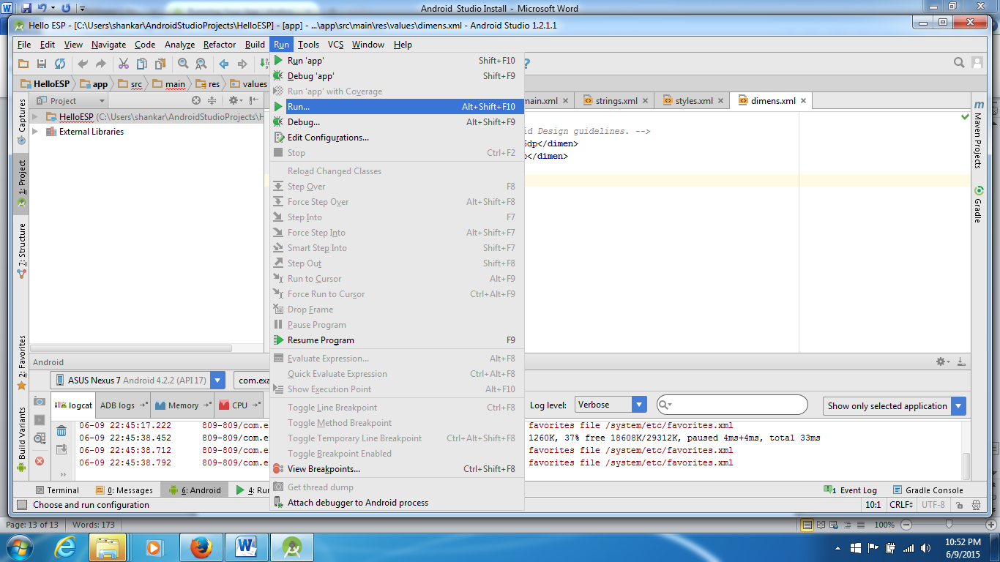 Android Studio Install - Microsoft Word
Hello ESP - [C:\Users\shankar\AndroidStudioProjects\HelloESP] - [app] - ...\app\src\main\res\values\dimens.xml - Android Studio 1.2.1.1
File Edit View Navigate Code Analyze Refactor Build Run Tools VCS Window Help
HelloESP app src main res values
Project
main.xml strings.xml styles.xml dimens.xml
HelloESP (C:\Users\shankar\AndroidStudioProjects\H
External Libraries
Captures
1: Project
7: Structure
2: Favorites
Build Variants
Run 'app' Shift+F10
Debug 'app' Shift+F9
Run 'app' with Coverage
Run... Alt+Shift+F10
Debug... Alt+Shift+F9
Edit Configurations...
Stop Ctrl+F2
Reload Changed Classes
Step Over F8
Force Step Over Alt+Shift+F8
Step Into F7
Force Step Into Alt+Shift+F7
Smart Step Into Shift+F7
Step Out Shift+F8
Run to Cursor Alt+F9
Force Run to Cursor Ctrl+Alt+F9
Drop Frame
Pause Program
Resume Program F9
Evaluate Expression... Alt+F8
Quick Evaluate Expression Ctrl+Alt+F8
Show Execution Point Alt+F10
Toggle Line Breakpoint Ctrl+F8
Toggle Method Breakpoint
Toggle Temporary Line Breakpoint Ctrl+Alt+Shift+F8
Toggle Breakpoint Enabled
View Breakpoints... Ctrl+Shift+F8
Get thread dump
Attach debugger to Android process
id Design guidelines. -->
dp</dimen>
</dimen>
m Maven Projects
Gradle
Android
ASUS Nexus 7 Android 4.2.2 (API 17) com.exa
logcat ADB logs Memory CPU Log level: Verbose Show only selected application
06-09 22:45:17.222 809-809/com.e favorites file /system/etc/favorites.xml
06-09 22:45:38.452 809-809/com.e 1260K, 37% free 18608K/29312K, paused 4ms+4ms, total 33ms
06-09 22:45:38.712 809-809/com.e favorites file /system/etc/favorites.xml
06-09 22:45:38.792 809-809/com.e favorites file /system/etc/favorites.xml
Terminal 0: Messages 6: Android 4: Ru 1 Event Log Gradle Console
Choose and run configuration 10:1 CRLF UTF-8
Page: 13 of 13 Words: 173 100%
10:52 PM
6/9/2015